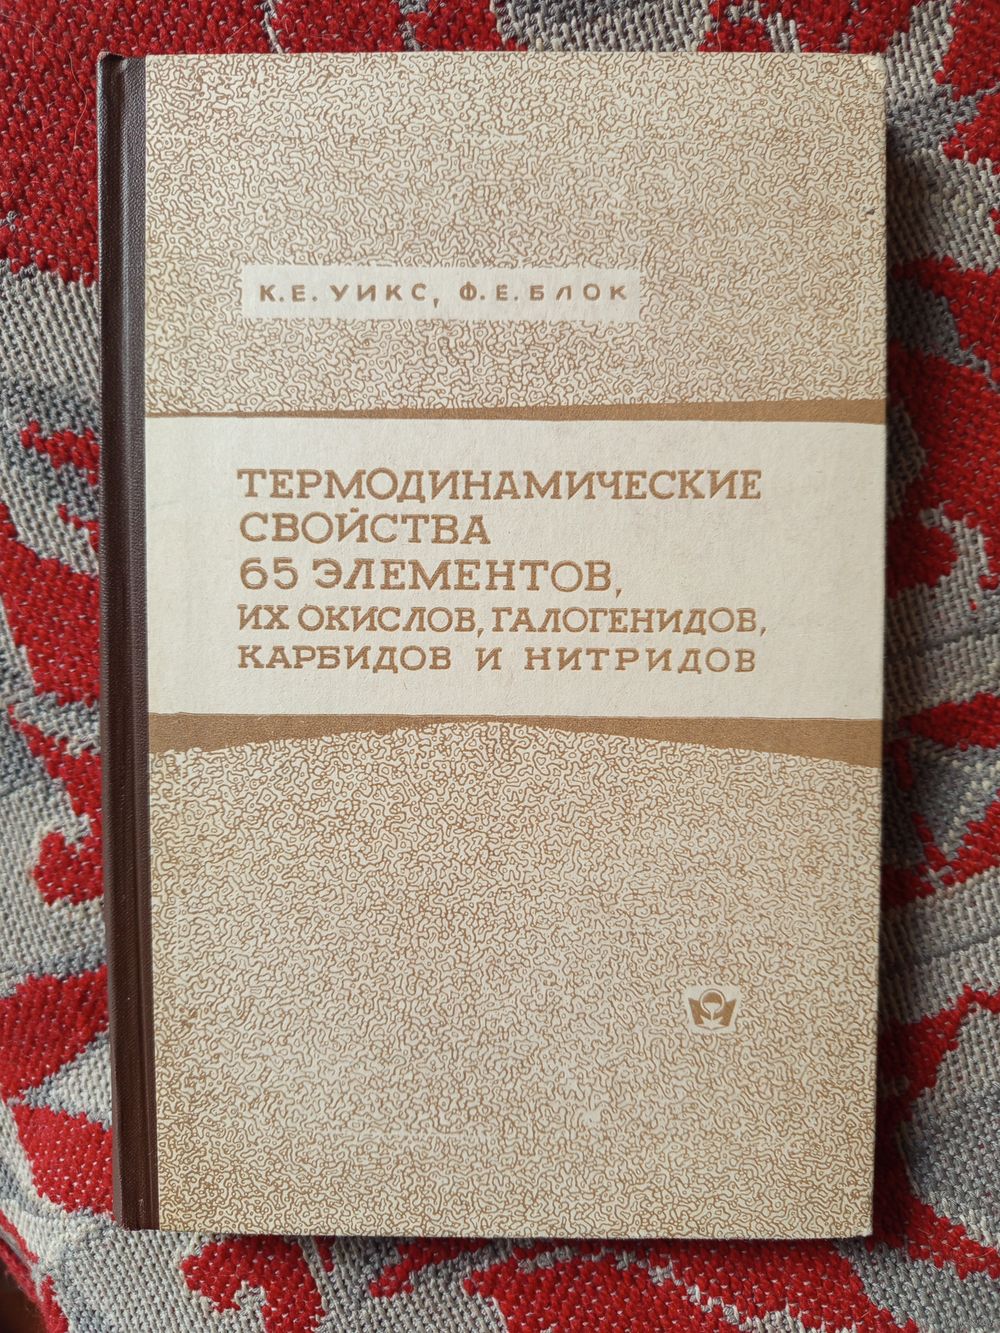 К.Е.УИКС, Ф.Е.БЛОК
ТЕРМОДИНАМИЧЕСКИЕ
СВОЙСТВА
65 ЭЛЕМЕНТОВ,
ИХ ОКИСЛОВ, ГАЛОГЕНИДОВ,
КАРБИДОВ И НИТРИДОВ